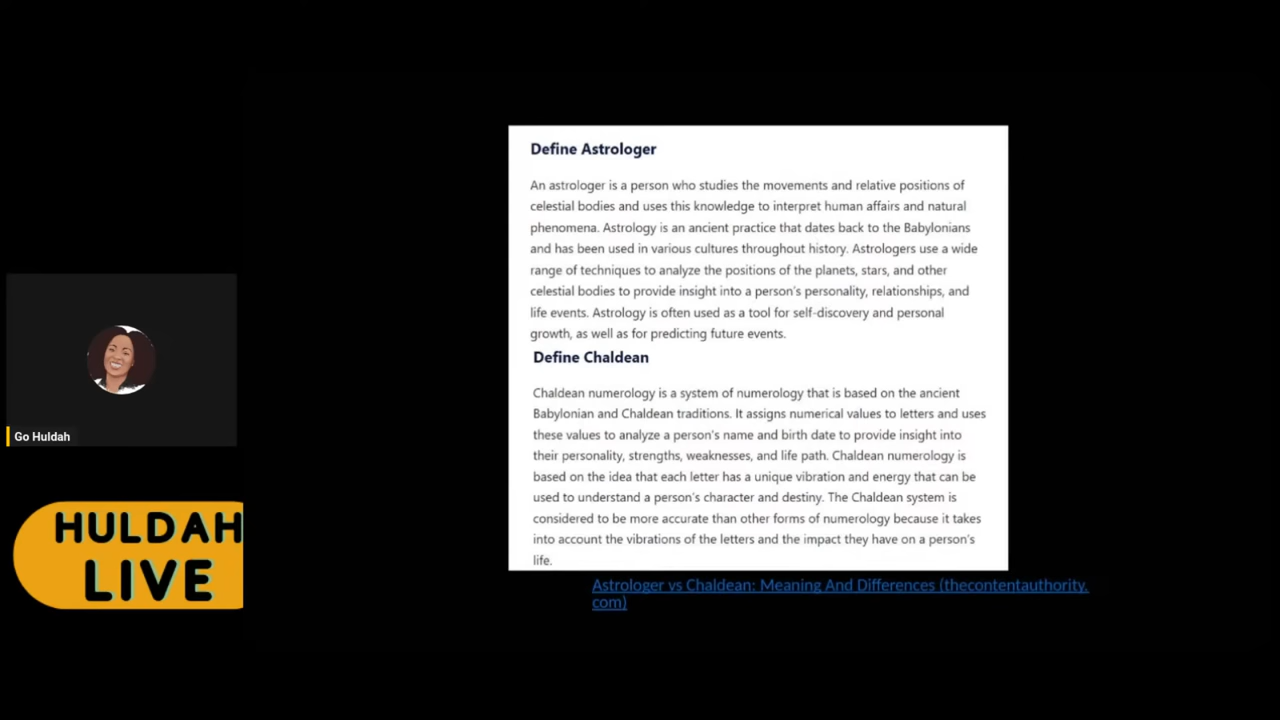 Define Astrologer
An astrologer is a person who studies the movements and relative positions of
celestial bodies and uses this knowledge to interpret human affairs and natural
phenomena. Astrology is an ancient practice that dates back to the Babylonians
and has been used in various cultures throughout history. Astrologers use a wide
range of techniques to analyze the positions of the planets, stars, and other
celestial bodies to provide insight into a person's personality, relationships, and
life events. Astrology is often used as a tool for self-discovery and personal
growth, as well as for predicting future events.
Define Chaldean
Chaldean numerology is a system of numerology that is based on the ancient
Babylonian and Chaldean traditions. It assigns numerical values to letters and uses
these values to analyze a person's name and birth date to provide insight into
their personality, strengths, weaknesses, and life path. Chaldean numerology is
based on the idea that each letter has a unique vibration and energy that can be
used to understand a person's character and destiny. The Chaldean system is
considered to be more accurate than other forms of numerology because it takes
into account the vibrations of the letters and the impact they have on a person's
life.
Astrologer vs Chaldean: Meaning And Differences (thecontentauthority.
com)
Go Huldah
HULDAH
LIVE